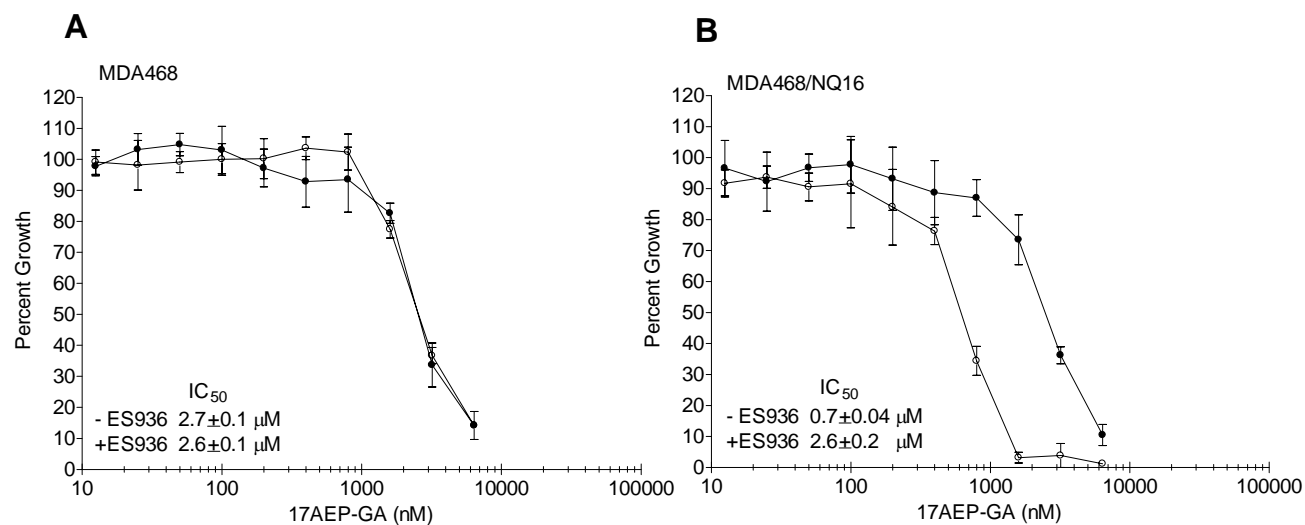 A
MDA468
120
110
100
90
80
70
60
50
40
30
20
10
0
Percent Growth
IC50
- ES936 2.7±0.1 μM
+ES936 2.6±0.1 μM
10
100
1000
10000
100000
17AEP-GA (nM)
B
MDA468/NQ16
120
110
100
90
80
70
60
50
40
30
20
10
0
Percent Growth
IC50
- ES936 0.7±0.04 μM
+ES936 2.6±0.2 μM
10
100
1000
10000
100000
17AEP-GA (nM)